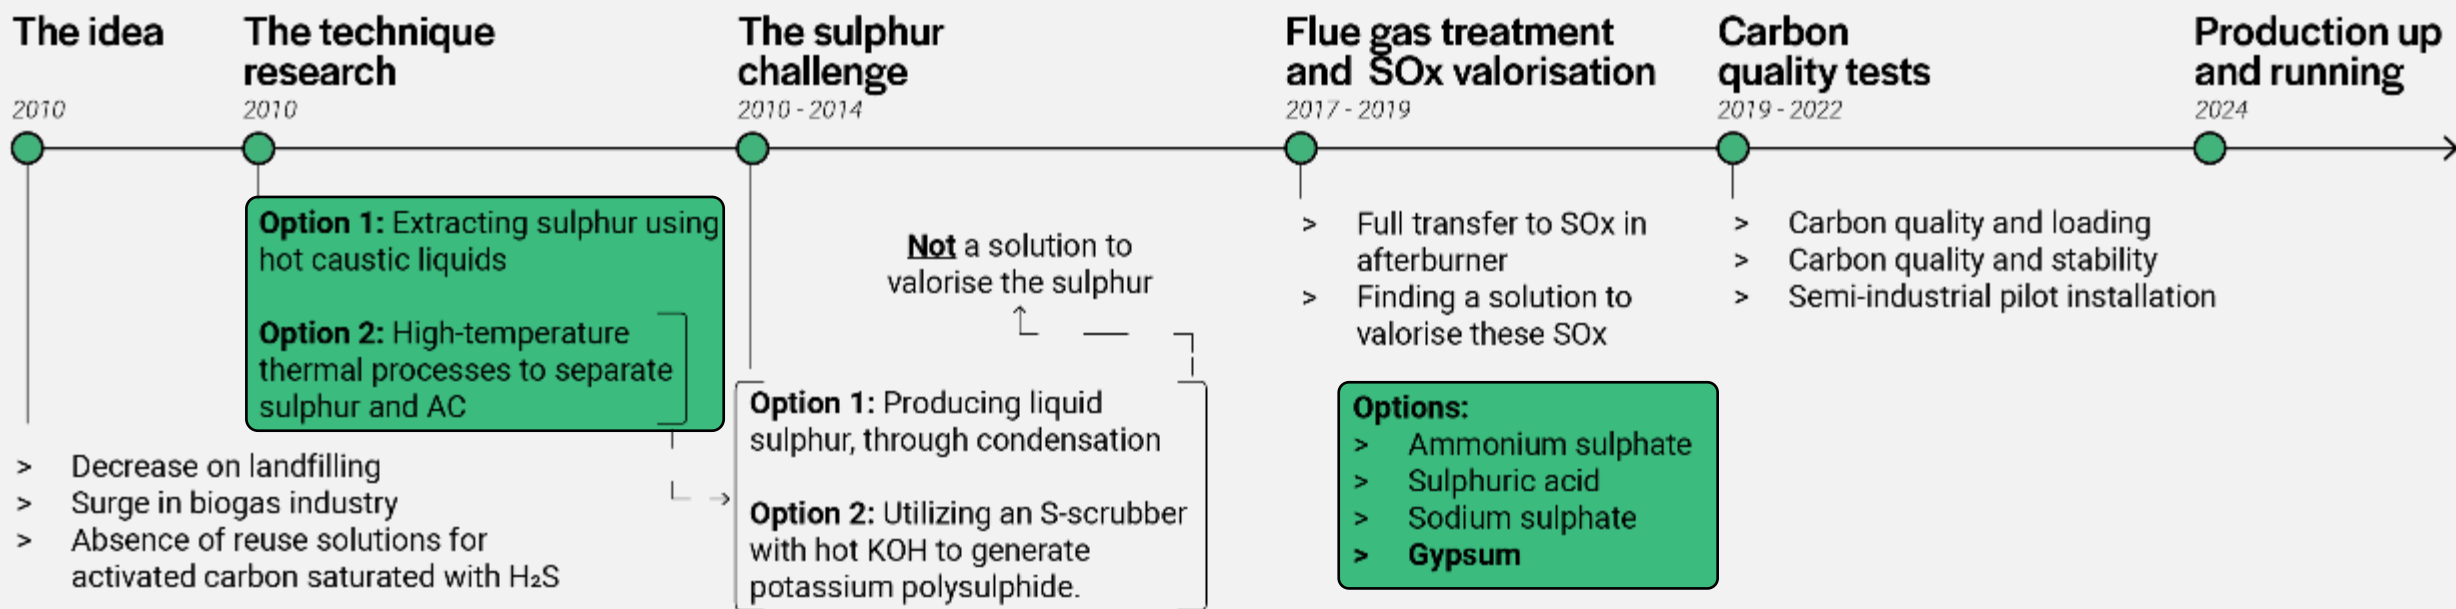 The idea
2010
The technique
research
2010
Option 1: Extracting sulphur using
hot caustic liquids
Option 2: High-temperature
thermal processes to separate
sulphur and AC
The sulphur
challenge
2010 - 2014
Not a solution to
valorise the sulphur
Option 1: Producing liquid
sulphur, through condensation
Option 2: Utilizing an S-scrubber
with hot KOH to generate
potassium polysulphide.
Flue gas treatment
and SOx valorisation
2017 - 2019
> Full transfer to SOx in
afterburner
> Finding a solution to
valorise these SOx
Options:
> Ammonium sulphate
> Sulphuric acid
> Sodium sulphate
> Gypsum
Carbon
quality tests
2019 - 2022
> Carbon quality and loading
> Carbon quality and stability
> Semi-industrial pilot installation
Production up
and running
2024
> Decrease on landfilling
> Surge in biogas industry
> Absence of reuse solutions for
activated carbon saturated with H₂S